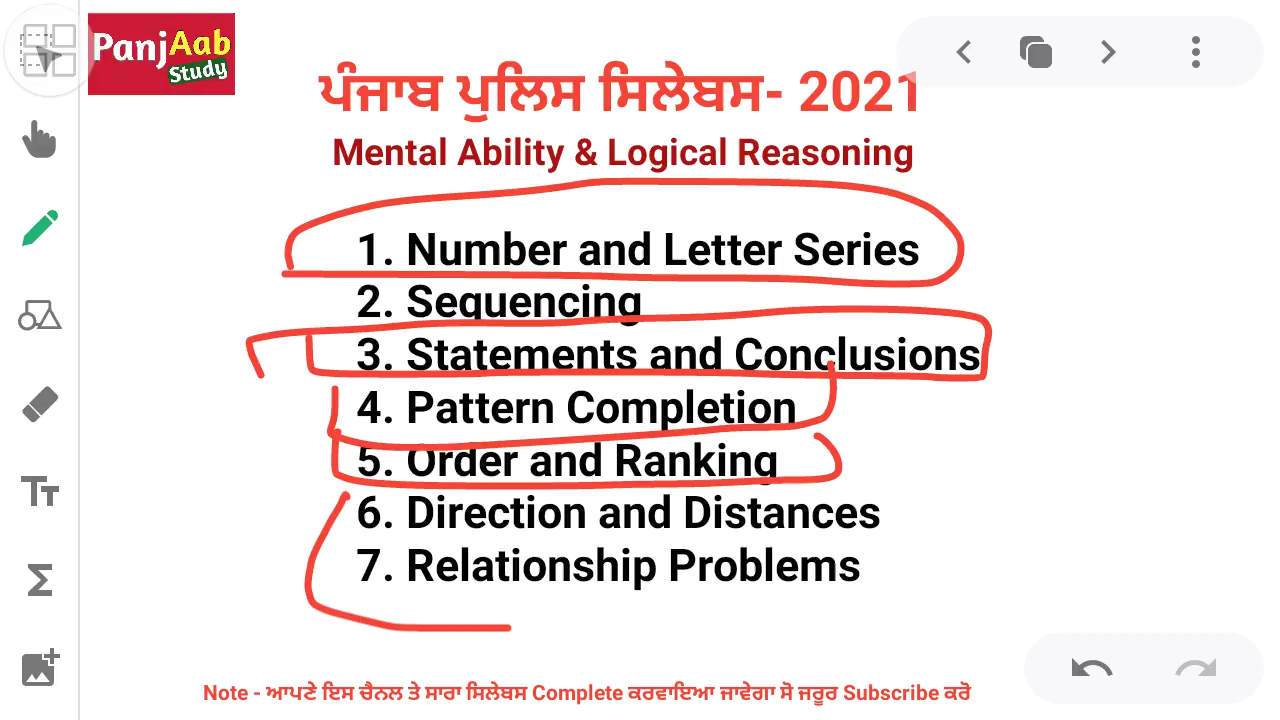 PanjAab
Study
ਪੰਜਾਬ ਪੁਲਿਸ ਸਿਲੇਬਸ- 2021
Mental Ability & Logical Reasoning
1. Number and Letter Series
2. Sequencing
3. Statements and Conclusions
4. Pattern Completion
5. Order and Ranking
6. Direction and Distances
7. Relationship Problems
Note - ਆਪਣੇ ਇਸ ਚੈਨਲ ਤੇ ਸਾਰਾ ਸਿਲੇਬਸ Complete ਕਰਵਾਇਆ ਜਾਵੇਗਾ ਸੋ ਜਰੂਰ Subscribe ਕਰੋ